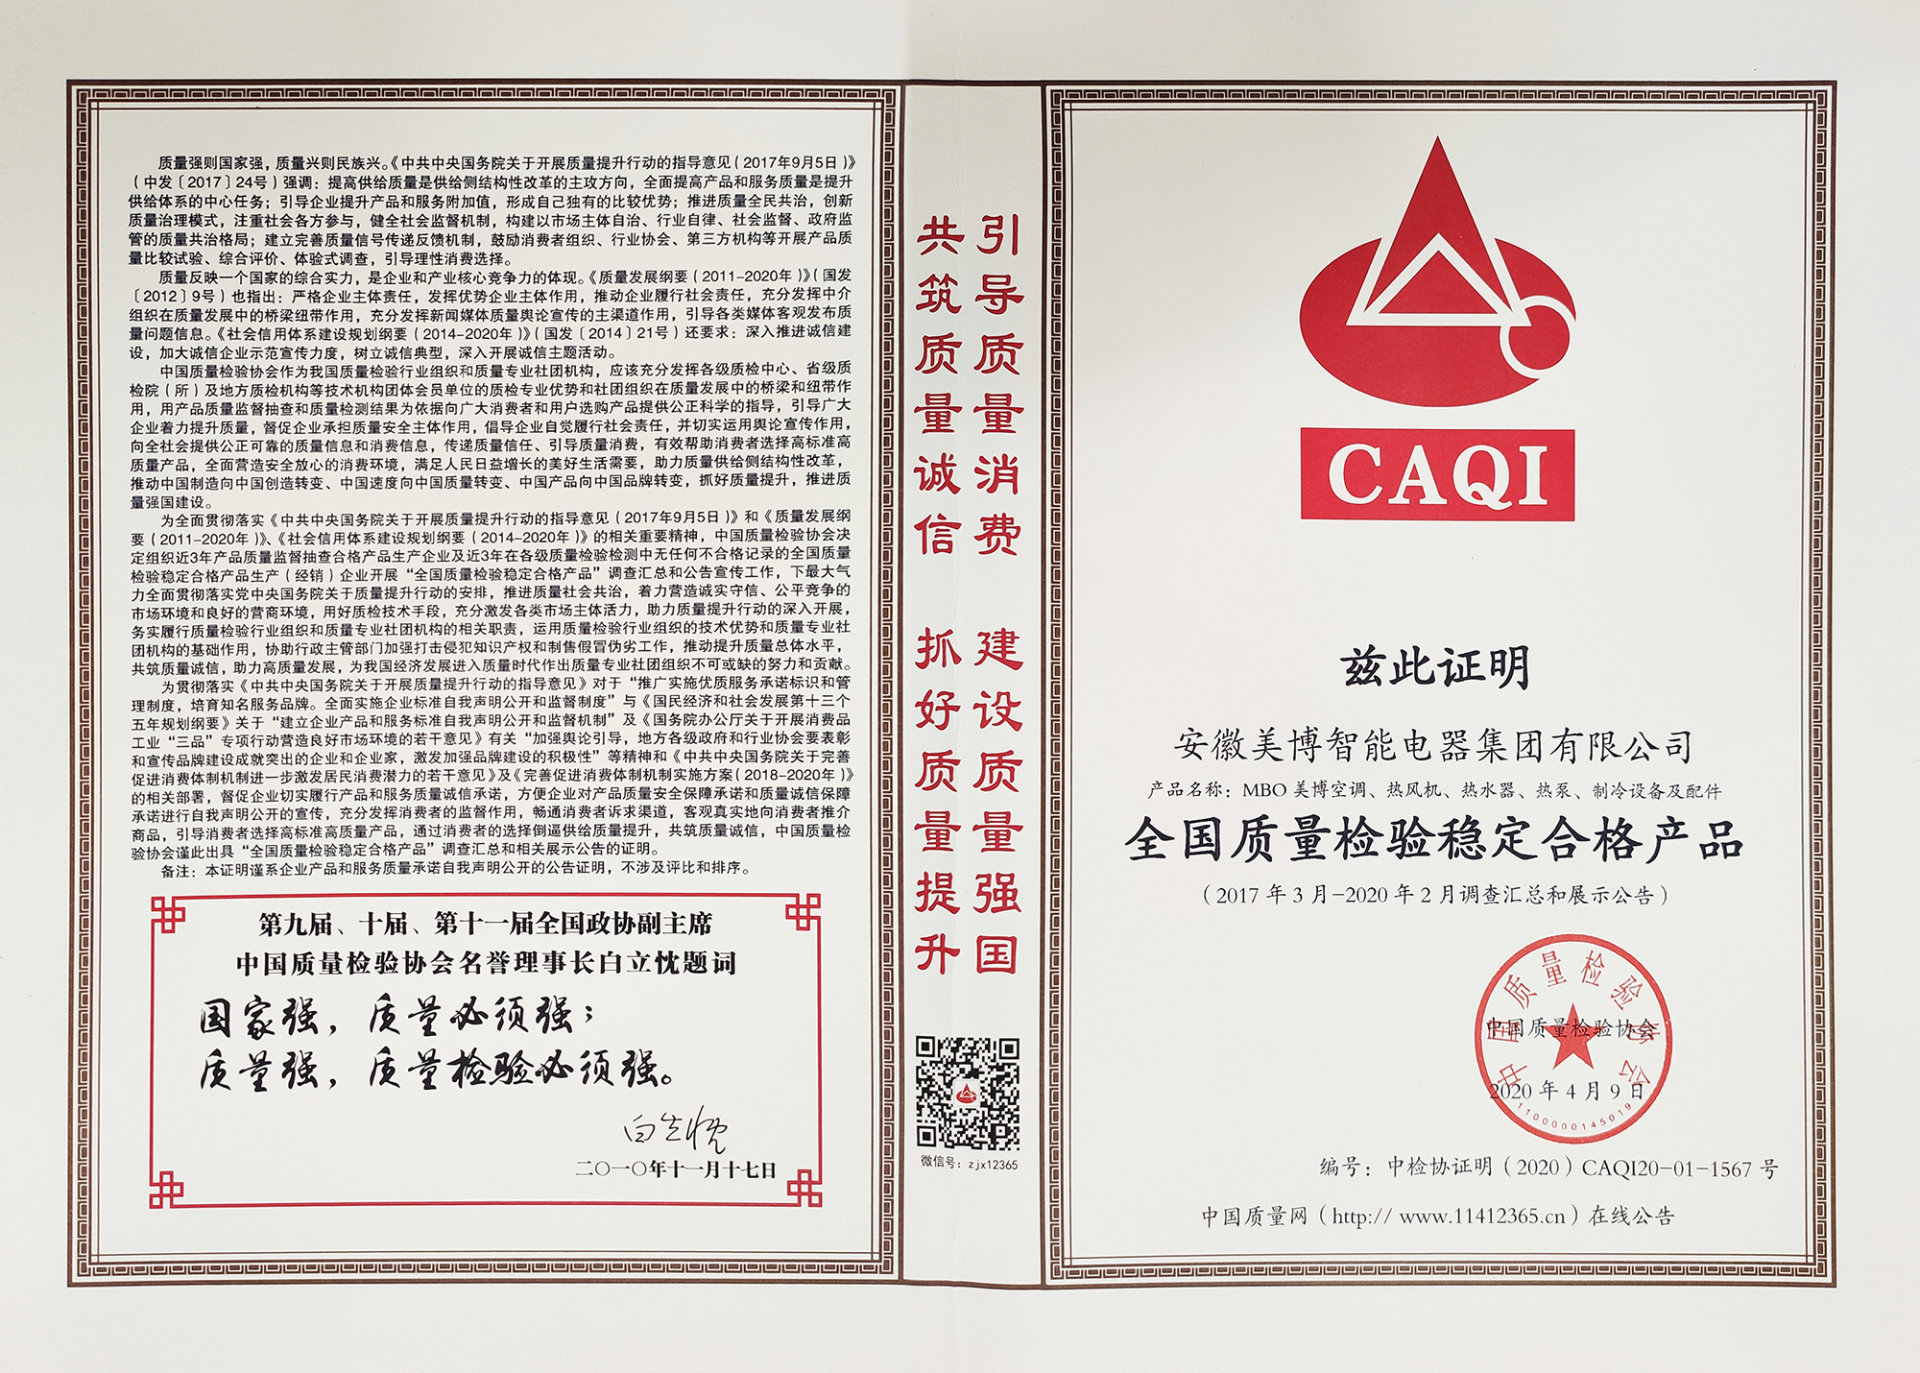 质量强则国家强，质量兴则民族兴。《中共中央国务院关于开展质量提升行动的指导意见（2017年9月5日）》
（中发〔2017〕24号）强调：提高供给质量是供给侧结构性改革的主攻方向，全面提高产品和服务质量是提升
供给体系的中心任务；引导企业提升产品和服务附加值，形成自己独有的比较优势；推进质量全民共治，创新
质量治理模式，注重社会各方参与，健全社会监督机制，构建以市场主体自治、行业自律、社会监督、政府监
管的质量共治格局；建立完善质量信号传递反馈机制，鼓励消费者组织、行业协会、第三方机构等开展产品质
量比较试验、综合评价、体验式调查，引导理性消费选择。
质量反映一个国家的综合实力，是企业和产业核心竞争力的体现。《质量发展纲要（2011-2020年）》（国发
〔2012〕9号）也指出：严格企业主体责任，发挥优势企业主体作用，推动企业履行社会责任，充分发挥中介
组织在质量发展中的桥梁纽带作用，充分发挥新闻媒体质量舆论宣传的主渠道作用，引导各类媒体客观发布质
量问题信息。《社会信用体系建设规划纲要（2014-2020年）》（国发〔2014〕21号）还要求：深入推进诚信建
设，加大诚信企业示范宣传力度，树立诚信典型，深入开展诚信主题活动。
中国质量检验协会作为我国质量检验行业组织和质量专业社团机构，应该充分发挥各级质检中心、省级质
检院（所）及地方质检机构等技术机构团体会员单位的质检专业优势和社团组织在质量发展中的桥梁和纽带作
用，用产品质量监督抽查和质量检测结果为依据向广大消费者和用户选购产品提供公正科学的指导，引导广大
企业着力提升质量，督促企业承担质量安全主体作用，倡导企业自觉履行社会责任，并切实运用舆论宣传作用，
向全社会提供公正可靠的质量信息和消费信息，传递质量信任、引导质量消费，有效帮助消费者选择高标准高
质量产品，全面营造安全放心的消费环境，满足人民日益增长的美好生活需要，助力质量供给侧结构性改革，
推动中国制造向中国创造转变、中国速度向中国质量转变、中国产品向中国品牌转变，抓好质量提升，推进质
量强国建设。
为全面贯彻落实《中共中央国务院关于开展质量提升行动的指导意见（2017年9月5日）》和《质量发展纲
要（2011-2020年）》、《社会信用体系建设规划纲要（2014-2020年）》的相关重要精神，中国质量检验协会决
定组织近3年产品质量监督抽查合格产品生产企业及近3年在各级质量检验检测中无任何不合格记录的全国质量
检验稳定合格产品生产（经销）企业开展“全国质量检验稳定合格产品”调查汇总和公告宣传工作，下最大气
力全面贯彻落实党中央国务院关于质量提升行动的安排，推进质量社会共治，着力营造诚实守信、公平竞争的
市场环境和良好的营商环境，用好质检技术手段，充分激发各类市场主体活力，助力质量提升行动的深入开展，
务实履行质量检验行业组织和质量专业社团机构的相关职责，运用质量检验行业组织的技术优势和质量专业社
团机构的基础作用，协助行政主管部门加强打击侵犯知识产权和制售假冒伪劣工作，推动提升质量总体水平，
共筑质量诚信，助力高质量发展，为我国经济发展进入质量时代作出质量专业社团组织不可或缺的努力和贡献。
为贯彻落实《中共中央国务院关于开展质量提升行动的指导意见》对于“推广实施优质服务承诺标识和管
理制度，培育知名服务品牌。全面实施企业标准自我声明公开和监督制度”与《国民经济和社会发展第十三个
五年规划纲要》关于“建立企业产品和服务标准自我声明公开和监督机制”及《国务院办公厅关于开展消费品
工业“三品”专项行动营造良好市场环境的若干意见》有关“加强舆论引导，地方各级政府和行业协会要表彰
和宣传品牌建设成就突出的企业和企业家，激发加强品牌建设的积极性”等精神和《中共中央国务院关于完善
促进消费体制机制进一步激发居民消费潜力的若干意见》及《完善促进消费体制机制实施方案（2018-2020年）》
的相关部署，督促企业切实履行产品和服务质量诚信承诺，方便企业对产品质量安全保障承诺和质量诚信保障
承诺进行自我声明公开的宣传，充分发挥消费者的监督作用，畅通消费者诉求渠道，客观真实地向消费者推介
商品，引导消费者选择高标准高质量产品，通过消费者的选择倒逼供给质量提升，共筑质量诚信，中国质量检
验协会谨此出具“全国质量检验稳定合格产品”调查汇总和相关展示公告的证明。
备注：本证明谨系企业产品和服务质量承诺自我声明公开的公告证明，不涉及评比和排序。
第九届、十届、第十一届全国政协副主席
中国质量检验协会名誉理事长白立忱题词
国家强，质量必须强；
质量强，质量检验必须强。
白立忱
二〇一〇年十一月十七日
引导质量消费 建设质量强国
共筑质量诚信 抓好质量提升
微信号：zjx12365
CAQI
兹此证明
安徽美博智能电器集团有限公司
产品名称：MBO 美博空调、热风机、热水器、热泵、制冷设备及配件
全国质量检验稳定合格产品
（2017 年 3 月-2020 年 2 月调查汇总和展示公告）
中国质量检验协会
中国质量检验协会
2020 年 4 月 9 日
1100000145019
编号：中检协证明（2020）CAQI20-01-1567 号
中国质量网（http:// www.11412365.cn）在线公告